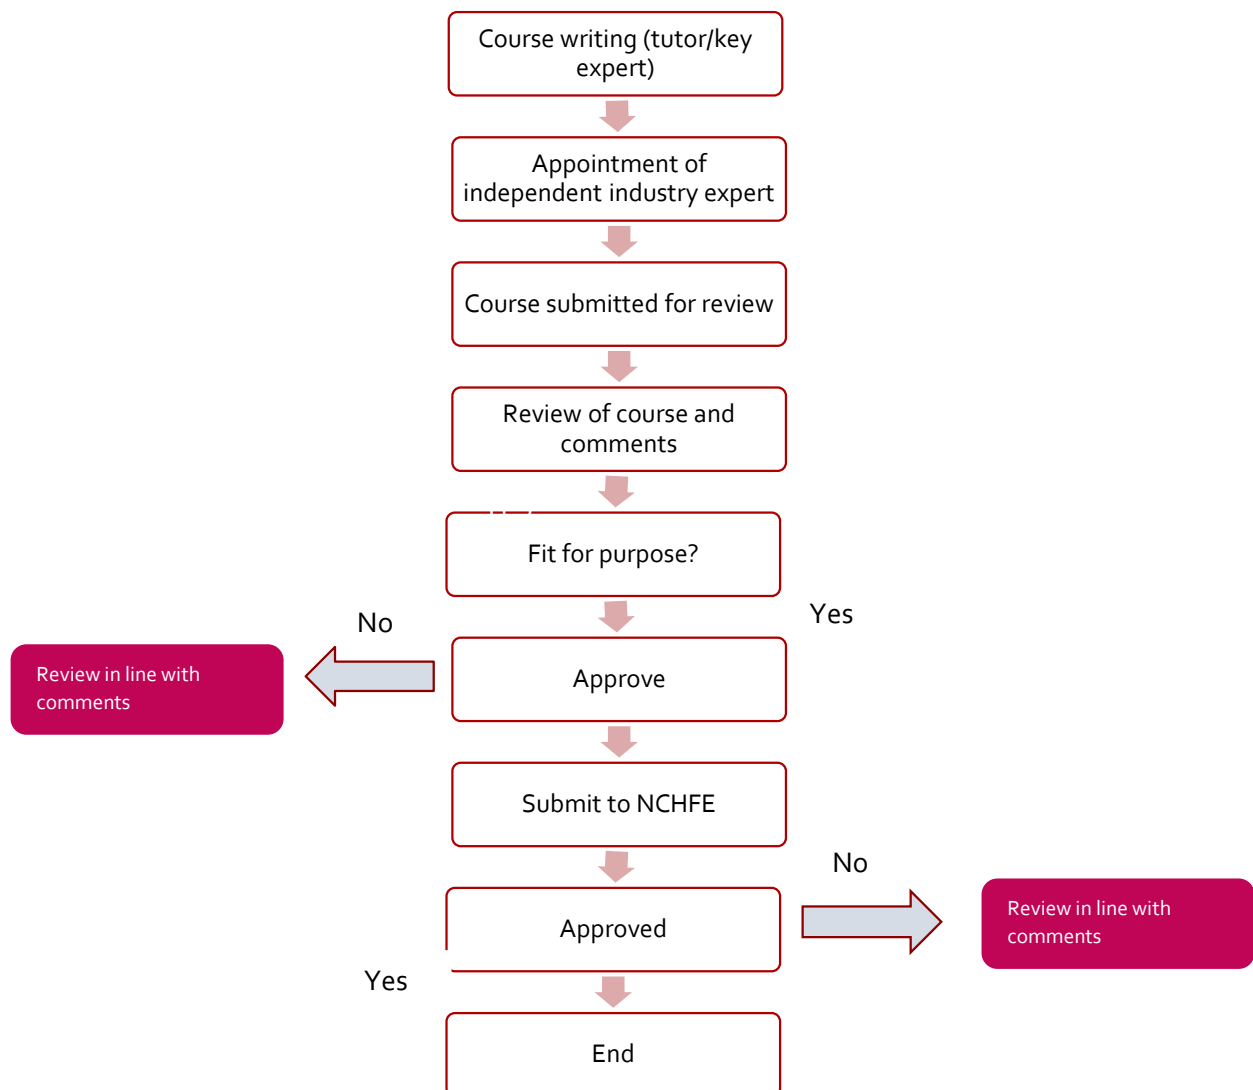 Course writing (tutor/key
expert)
Appointment of
independent industry expert
Course submitted for review
Review of course and
comments
Fit for purpose?
Yes
No
Review in line with
comments
Approve
Submit to NCHFE
No
Review in line with
comments
Approved
Yes
End